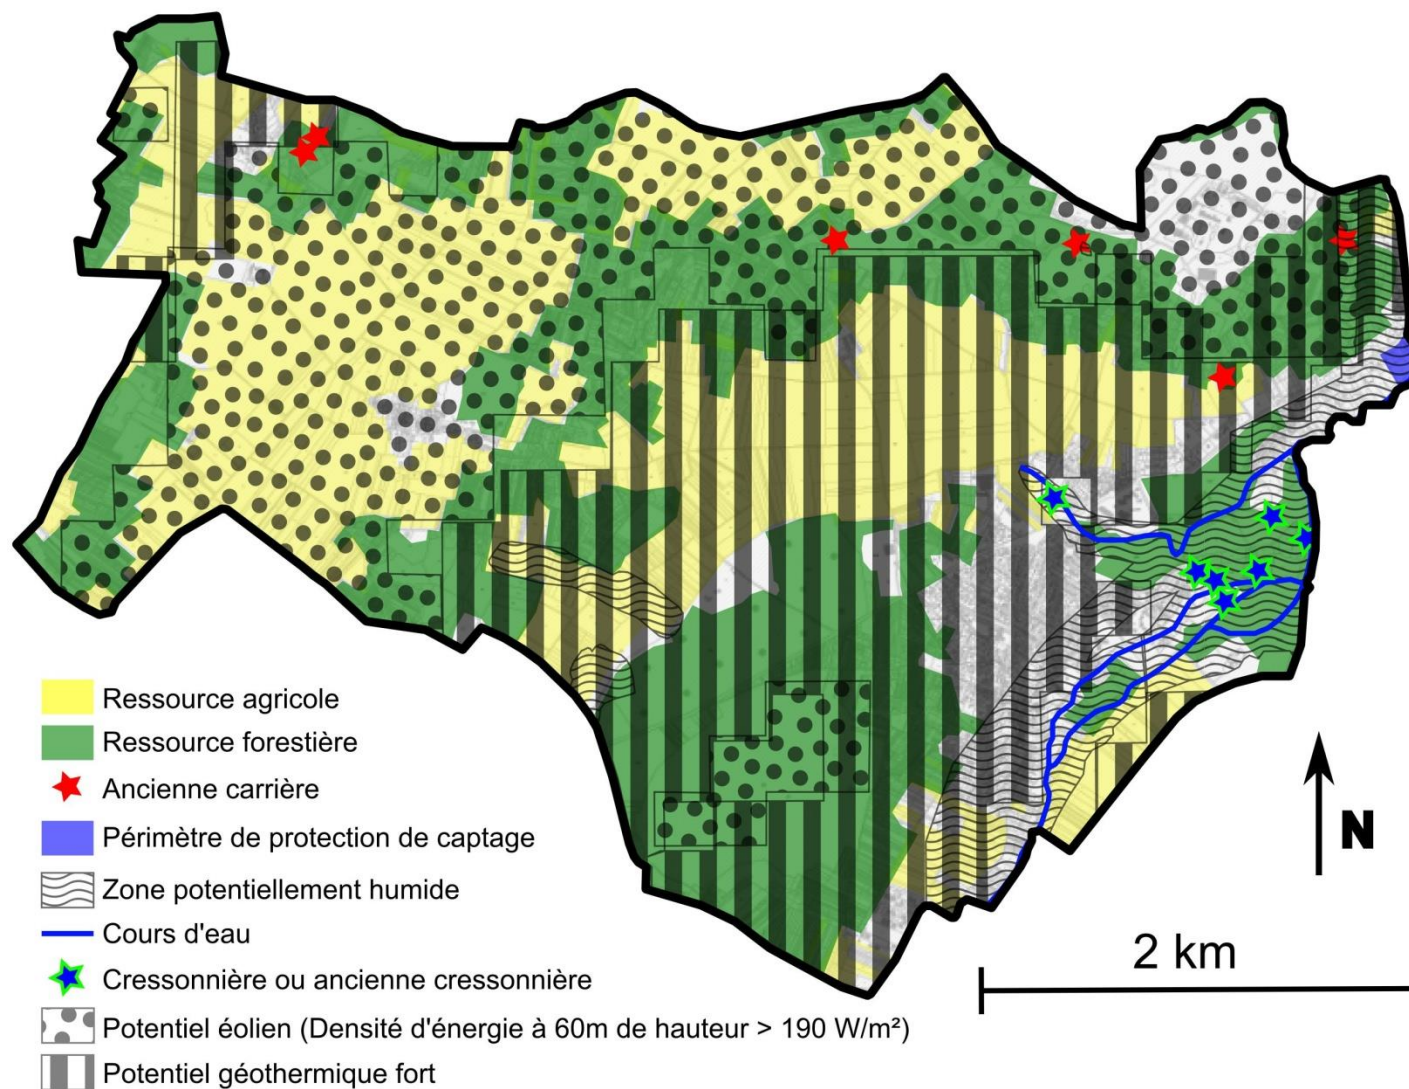 Ressource agricole
Ressource forestière
Ancienne carrière
Périmètre de protection de captage
Zone potentiellement humide
Cours d'eau
Cressonnière ou ancienne cressonnière
Potentiel éolien (Densité d'énergie à 60m de hauteur > 190 W/m²)
Potentiel géothermique fort
N
2 km